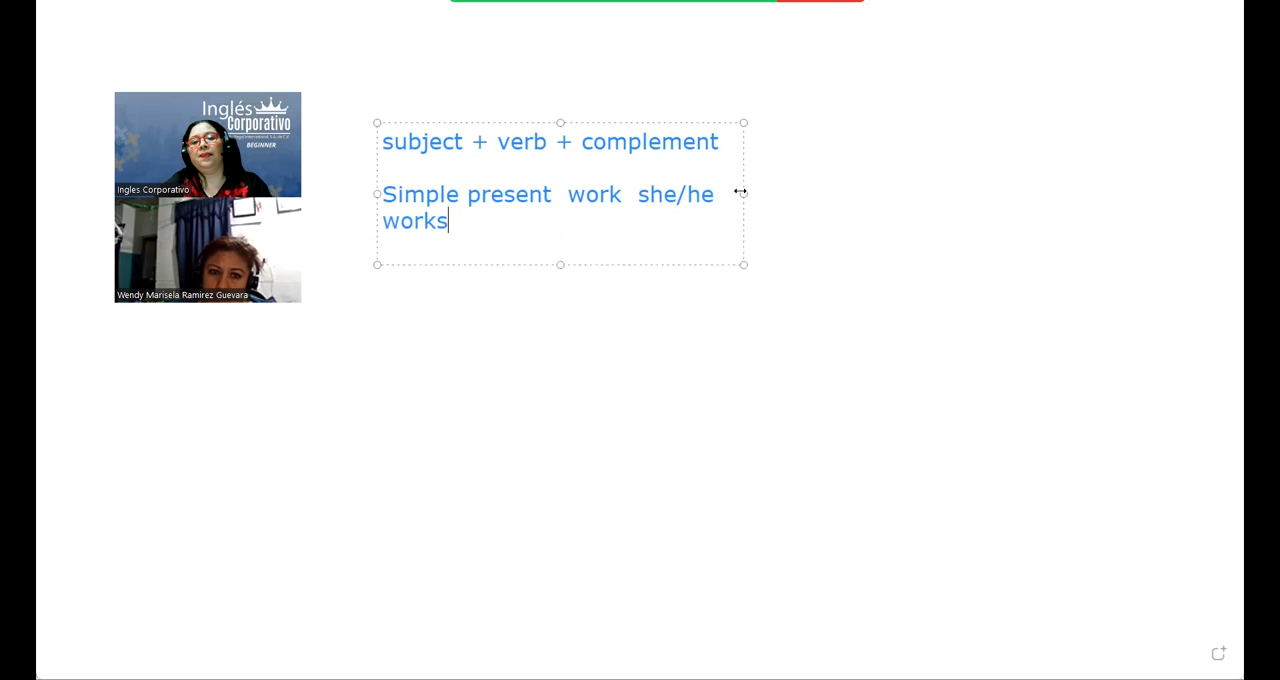 Inglés
Corporativo
BEGINNER
Ingles Corporativo
Wendy Marisela Ramirez Guevara
subject + verb + complement
Simple present work she/he
works